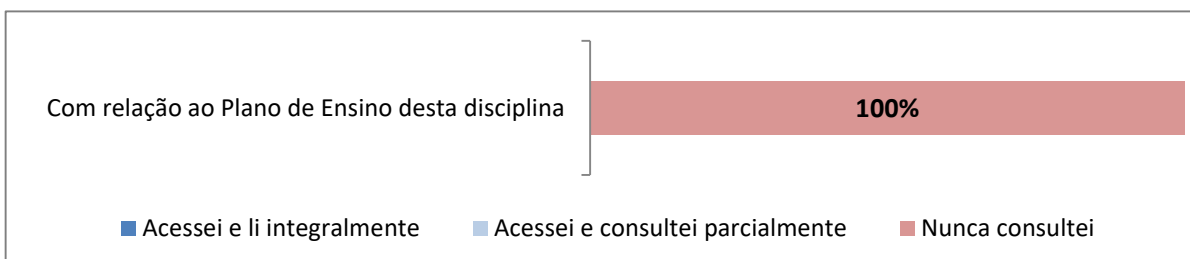 Com relação ao Plano de Ensino desta disciplina
100%
Acessei e li integralmente
Acessei e consultei parcialmente
Nunca consultei